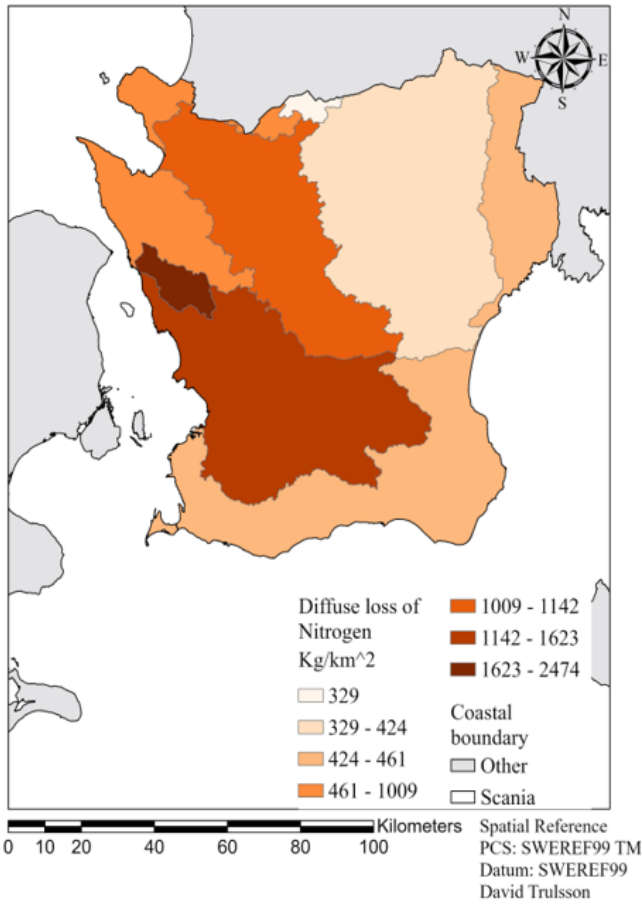 N
W E
S
Diffuse loss of
Nitrogen
Kg/km^2
329
329 - 424
424 - 461
461 - 1009
1009 - 1142
1142 - 1623
1623 - 2474
Coastal
boundary
Other
Scania
Kilometers
0 10 20 40 60 80 100
Spatial Reference
PCS: SWEREF99 TM
Datum: SWEREF99
David Trulsson